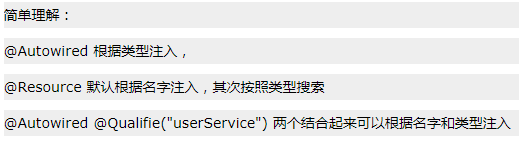 简单理解：
@Autowired 根据类型注入，
@Resource 默认根据名字注入，其次按照类型搜索
@Autowired @Qualifie("userService") 两个结合起来可以根据名字和类型注入